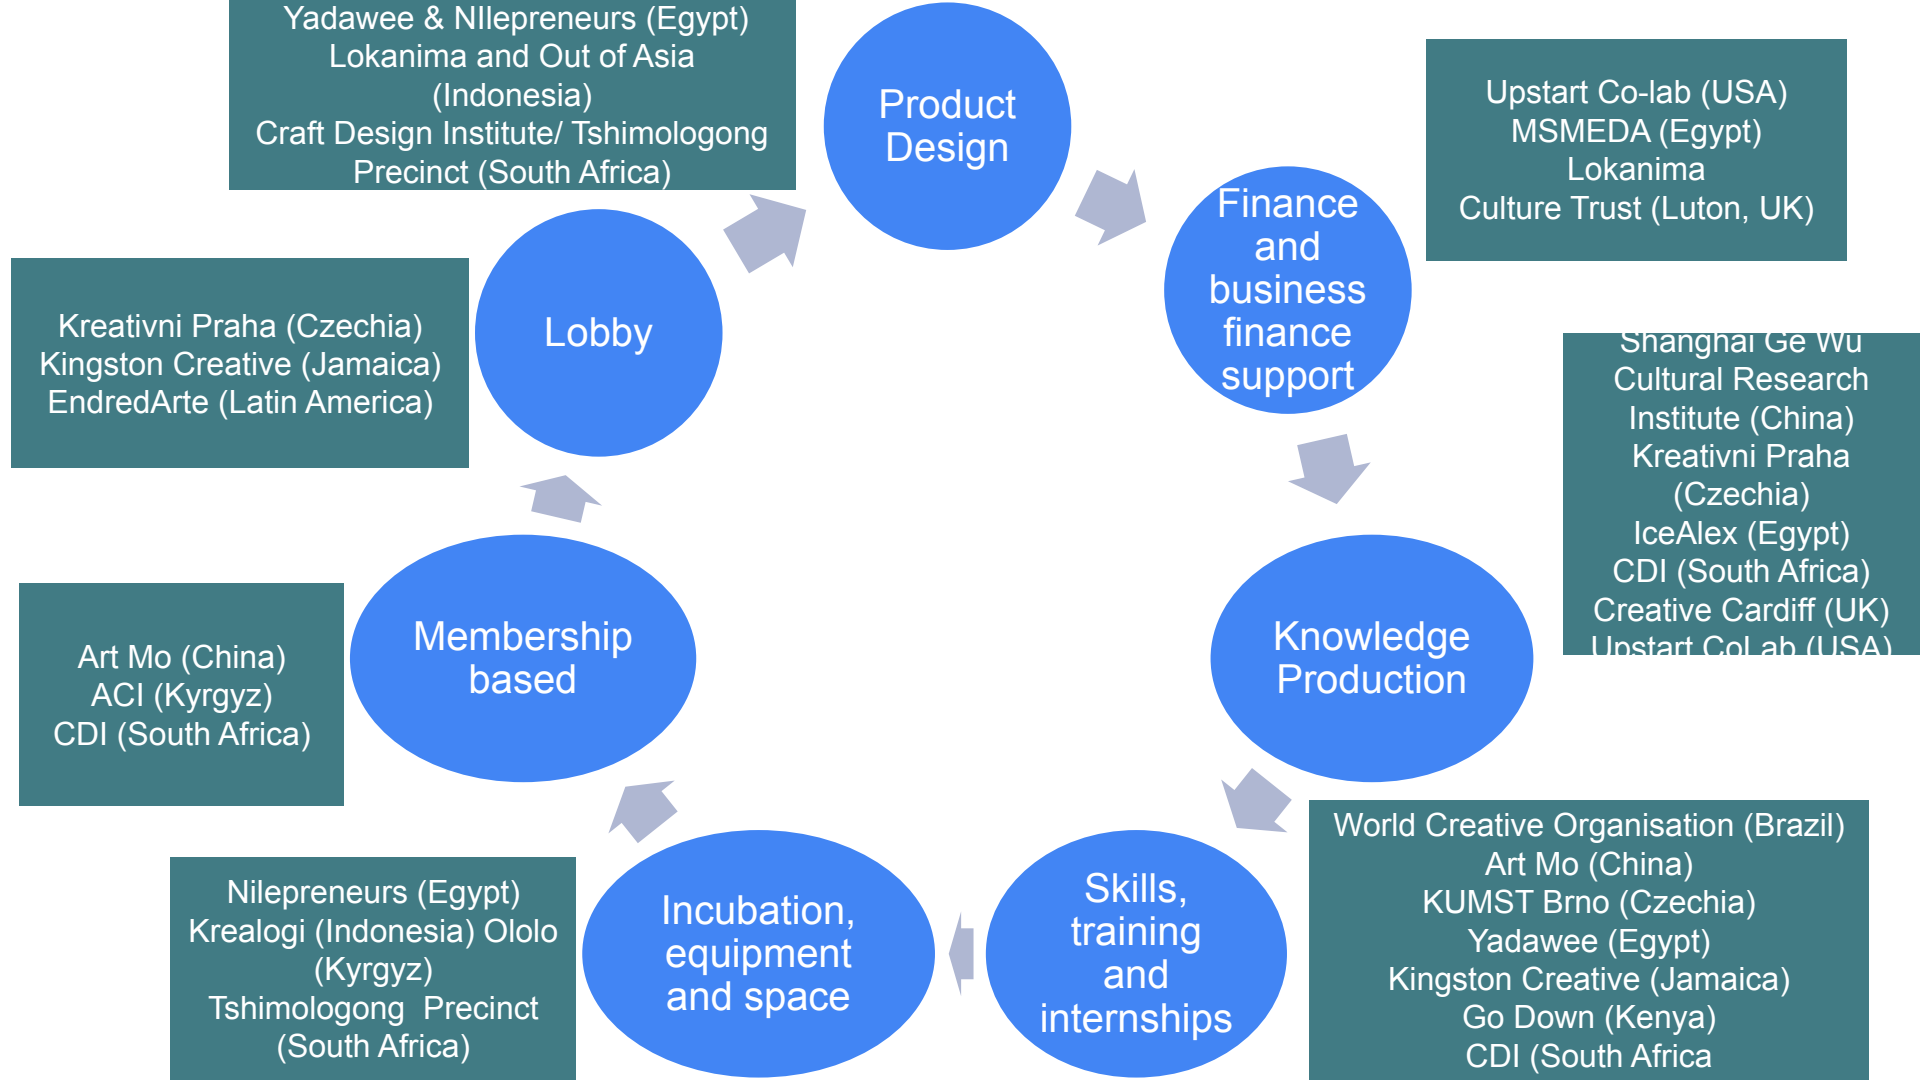 Yadawee & NIlepreneurs (Egypt)
Lokanima and Out of Asia
(Indonesia)
Craft Design Institute/ Tshimologong
Precinct (South Africa)
Product
Design
Upstart Co-lab (USA)
MSMEDA (Egypt)
Lokanima
Culture Trust (Luton, UK)
Finance
and
business
finance
support
Kreativni Praha (Czechia)
Kingston Creative (Jamaica)
EndredArte (Latin America)
Lobby
Shanghai Ge Wu
Cultural Research
Institute (China)
Kreativni Praha
(Czechia)
IceAlex (Egypt)
CDI (South Africa)
Creative Cardiff (UK)
Upstart CoLab (USA)
Membership
based
Knowledge
Production
Art Mo (China)
ACI (Kyrgyz)
CDI (South Africa)
World Creative Organisation (Brazil)
Art Mo (China)
KUMST Brno (Czechia)
Yadawee (Egypt)
Kingston Creative (Jamaica)
Go Down (Kenya)
CDI (South Africa
Nilepreneurs (Egypt)
Krealogi (Indonesia) Ololo
(Kyrgyz)
Tshimologong  Precinct
(South Africa)
Incubation,
equipment
and space
Skills,
training
and
internships